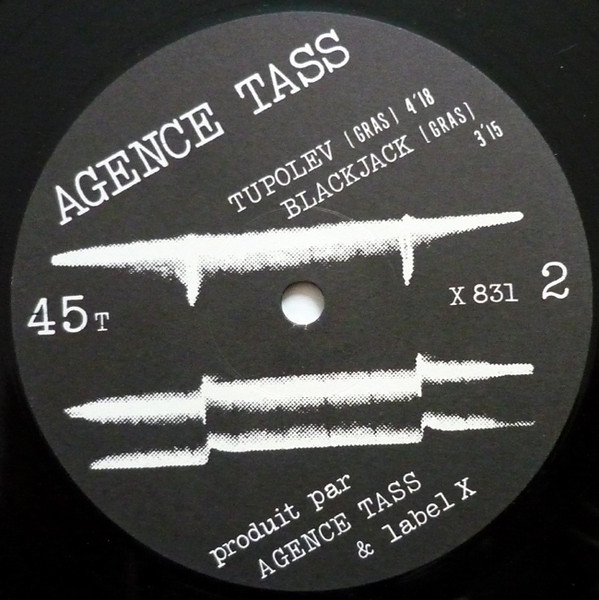 AGENCE TASS
TUPOLEV [GRAS] 4'18
BLACKJACK [GRAS]
3'15
45T
X 831 2
produit par
AGENCE TASS
& label X